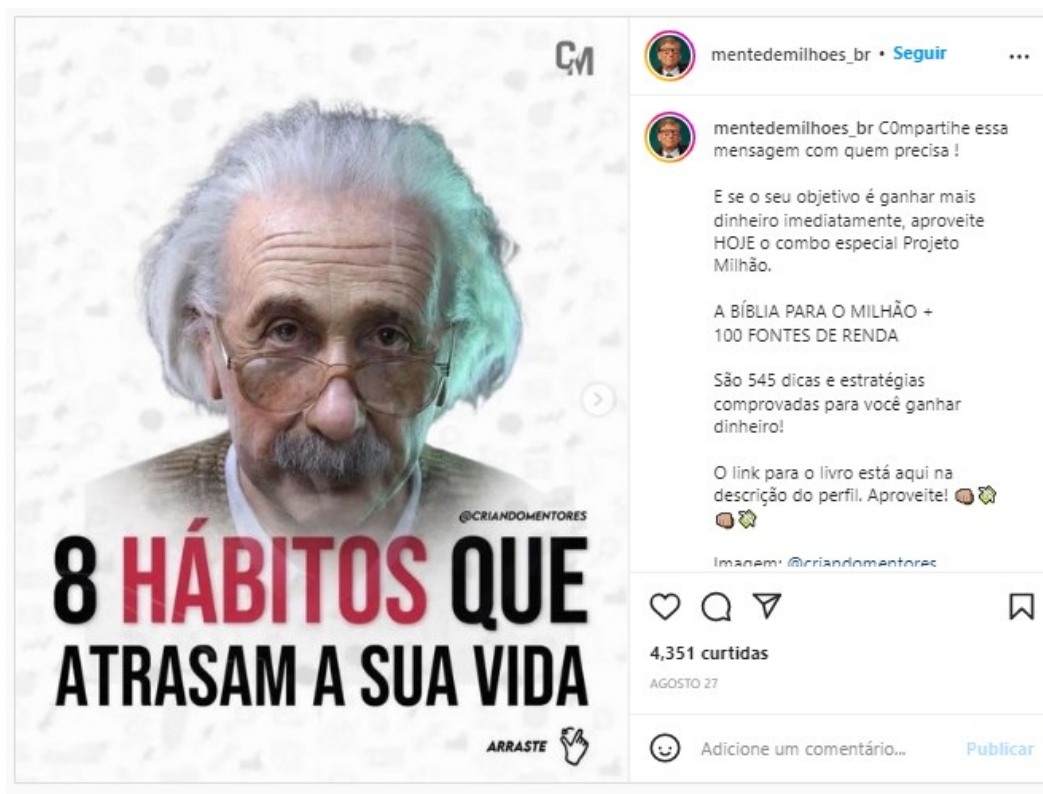 CM
@CRIANDOMENTORES
8 HÁBITOS QUE
ATRASAM A SUA VIDA
ARRASTE
mentedemilhoes_br • Seguir
mentedemilhoes_br C0mpartihe essa
mensagem com quem precisa !
E se o seu objetivo é ganhar mais
dinheiro imediatamente, aproveite
HOJE o combo especial Projeto
Milhão.
A BÍBLIA PARA O MILHÃO +
100 FONTES DE RENDA
São 545 dicas e estratégias
comprovadas para você ganhar
dinheiro!
O link para o livro está aqui na
descrição do perfil. Aproveite! 👊🏽💸
👊🏽💸
Imagem: @criandomentores
4,351 curtidas
AGOSTO 27
Adicione um comentário... Publicar